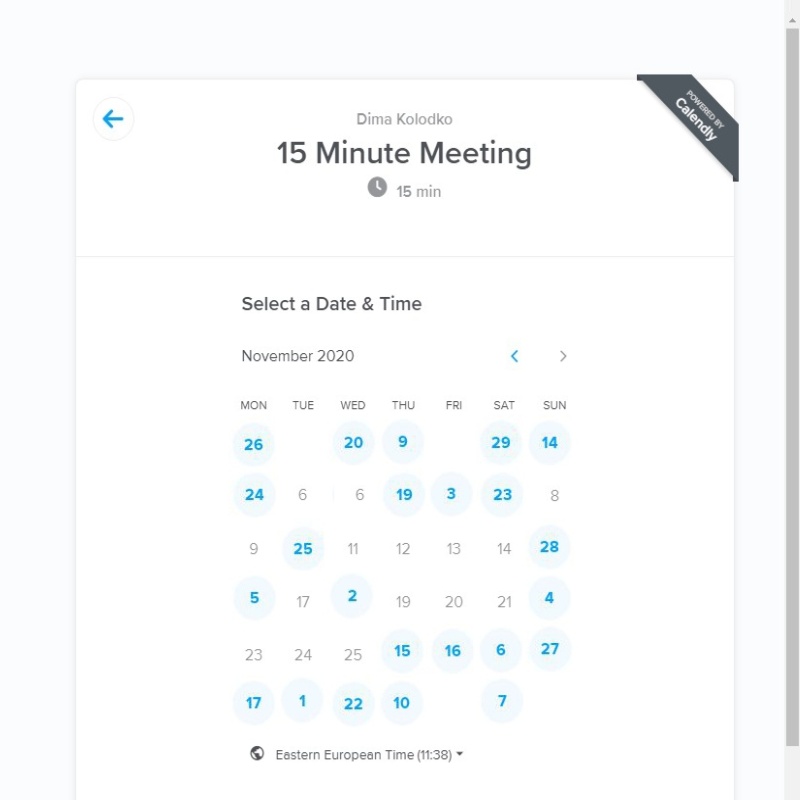 POWERED BY
Calendly
Dima Kolodko
15 Minute Meeting
15 min
Select a Date & Time
November 2020
MON TUE WED THU FRI SAT SUN
26 20 9 29 14
24 6 6 19 3 23 8
9 25 11 12 13 14 28
5 17 2 19 20 21 4
23 24 25 15 16 6 27
17 1 22 10 7
Eastern European Time (11:38)